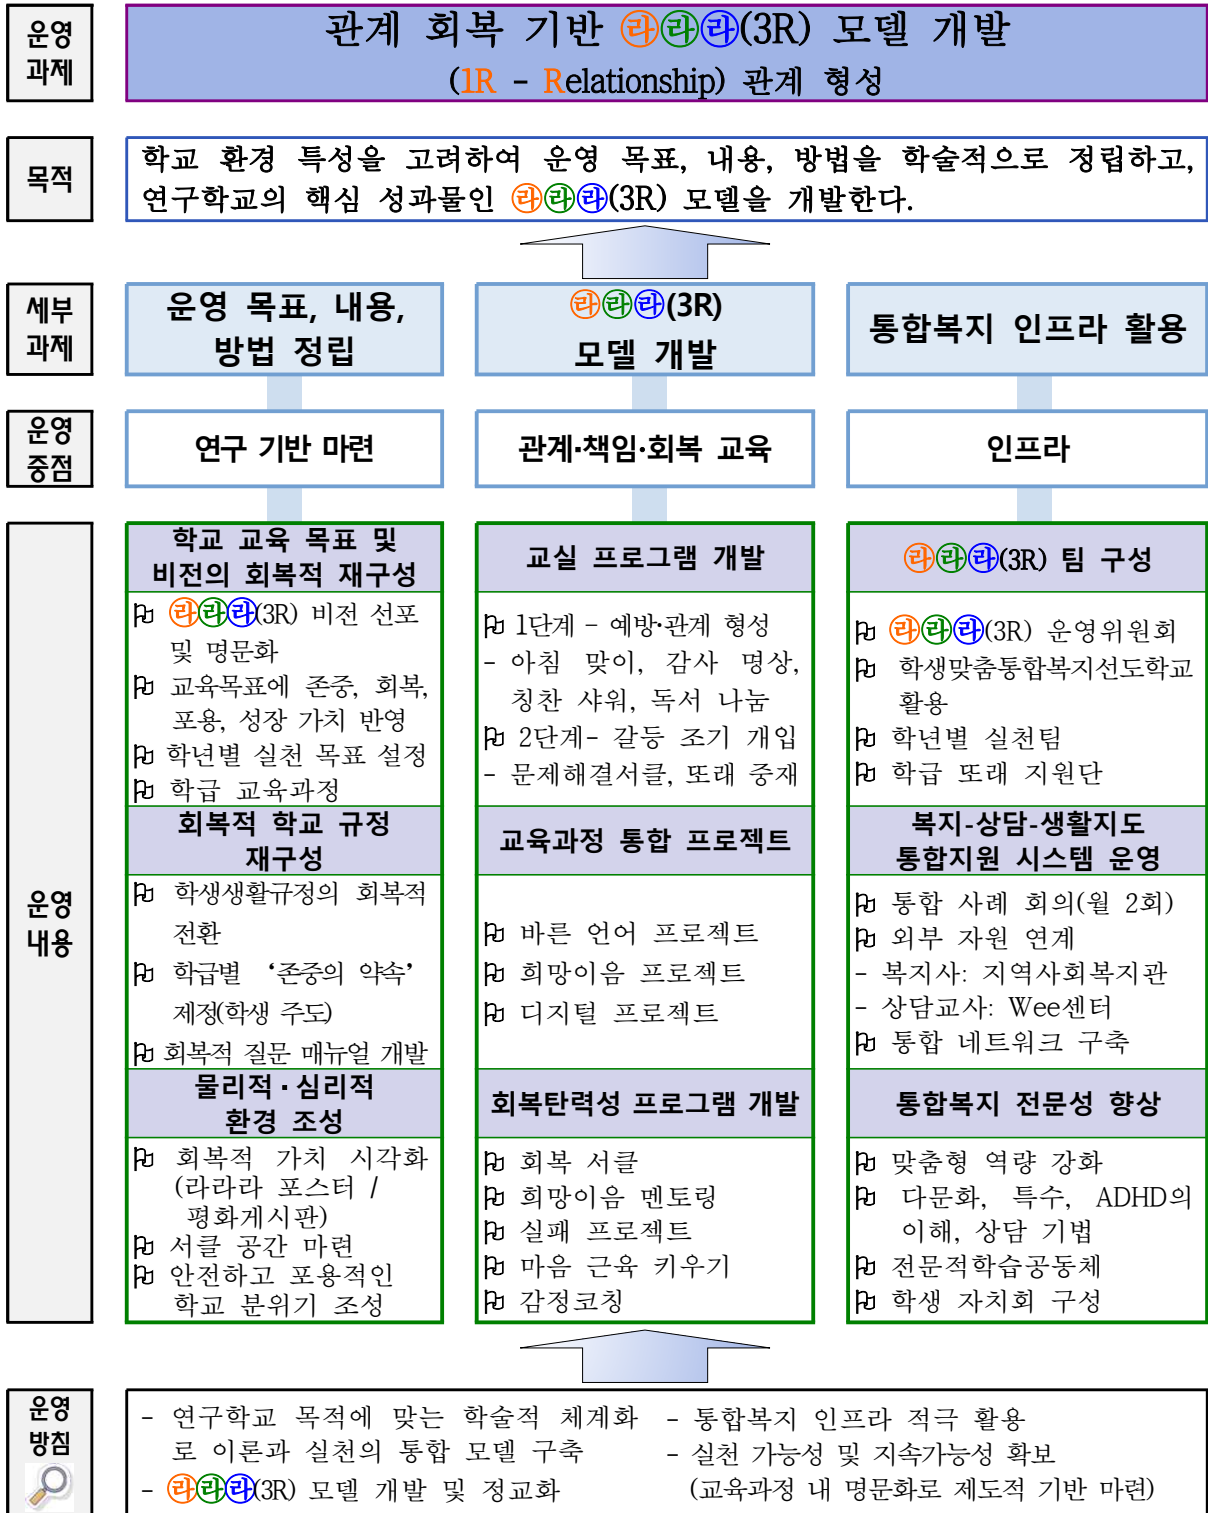 운영
과제
관계 회복 기반 ㉱㉱㉱(3R) 모델 개발
(1R - Relationship) 관계 형성
목적
학교 환경 특성을 고려하여 운영 목표, 내용, 방법을 학술적으로 정립하고,
연구학교의 핵심 성과물인 ㉱㉱㉱(3R) 모델을 개발한다.
세부
과제
운영 목표, 내용,
방법 정립
㉱㉱㉱(3R)
모델 개발
통합복지 인프라 활용
운영
중점
연구 기반 마련
관계·책임·회복 교육
인프라
운영
내용
학교 교육 목표 및
비전의 회복적 재구성
㉱㉱㉱(3R) 비전 선포
및 명문화
교육목표에 존중, 회복,
포용, 성장 가치 반영
학년별 실천 목표 설정
학급 교육과정
회복적 학교 규정
재구성
학생생활규정의 회복적
전환
학급별 ‘존중의 약속’
제정(학생 주도)
회복적 질문 매뉴얼 개발
물리적·심리적
환경 조성
회복적 가치 시각화
(라라라 포스터 /
평화게시판)
서클 공간 마련
안전하고 포용적인
학교 분위기 조성
교실 프로그램 개발
1단계 - 예방·관계 형성
- 아침 맞이, 감사 명상,
칭찬 샤워, 독서 나눔
2단계- 갈등 조기 개입
- 문제해결서클, 또래 중재
교육과정 통합 프로젝트
바른 언어 프로젝트
희망이음 프로젝트
디지털 프로젝트
회복탄력성 프로그램 개발
회복 서클
희망이음 멘토링
실패 프로젝트
마음 근육 키우기
감정코칭
㉱㉱㉱(3R) 팀 구성
㉱㉱㉱(3R) 운영위원회
학생맞춤통합복지선도학교
활용
학년별 실천팀
학급 또래 지원단
복지-상담-생활지도
통합지원 시스템 운영
통합 사례 회의(월 2회)
외부 자원 연계
- 복지사: 지역사회복지관
- 상담교사: Wee센터
통합 네트워크 구축
통합복지 전문성 향상
맞춤형 역량 강화
다문화, 특수, ADHD의
이해, 상담 기법
전문적학습공동체
학생 자치회 구성
운영
방침
- 연구학교 목적에 맞는 학술적 체계화
로 이론과 실천의 통합 모델 구축
- ㉱㉱㉱(3R) 모델 개발 및 정교화
- 통합복지 인프라 적극 활용
- 실천 가능성 및 지속가능성 확보
(교육과정 내 명문화로 제도적 기반 마련)